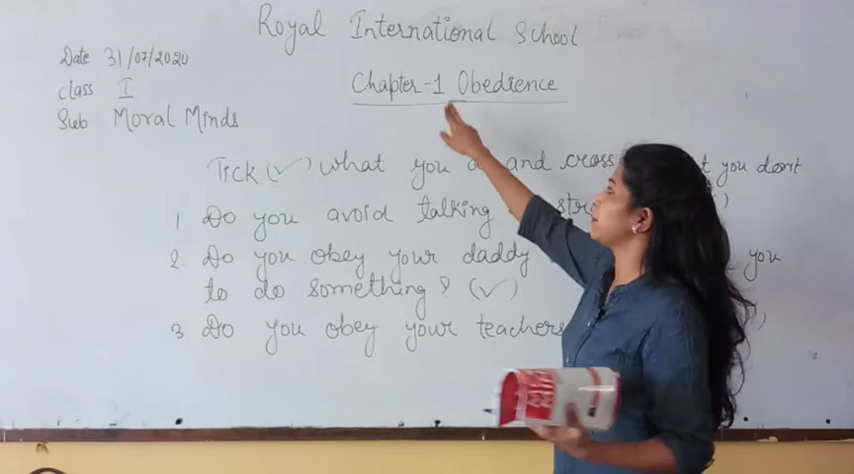 Royal International School
Date 31/07/2020
Chapter-1 Obedience
class I
Sub Moral Minds
Tick (✓) what you and cross you dont
1 Do you avoid talking
2. Do you obey your daddy you
to do something? (✓)
3 Do you obey your teachers